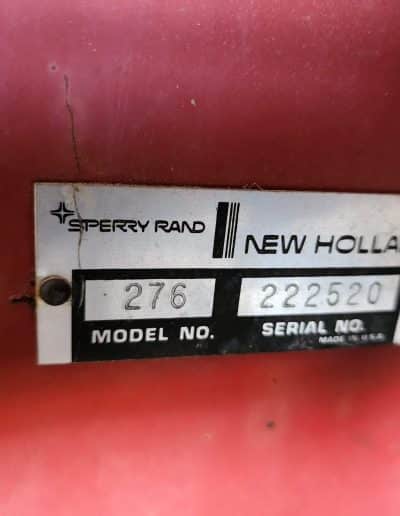 SPERRY RAND NEW HOLLA
276 222520
MODEL NO. SERIAL NO.
MADE IN U.S.A.